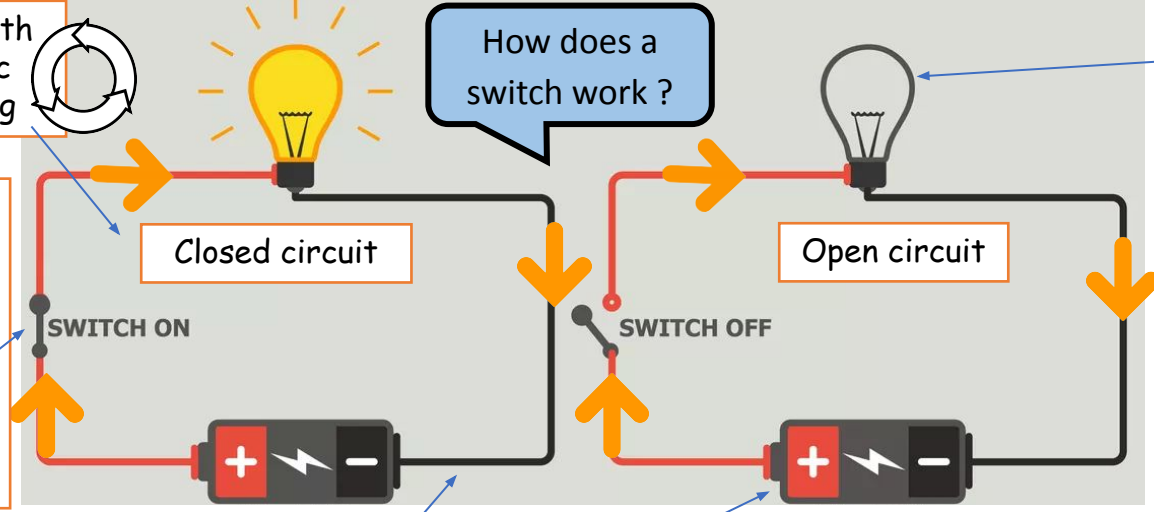 How does a
switch work ?
Closed circuit
Open circuit
SWITCH ON
SWITCH OFF
+ −
+ −